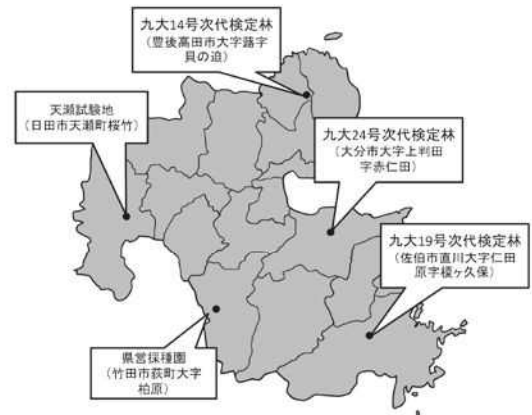 九大14号次代検定林
(豊後高田市大字蕗字
貝の迫)
天瀬試験地
(日田市天瀬町桜竹)
九大24号次代検定林
(大分市大字上判田
字赤仁田)
九大19号次代検定林
(佐伯市直川大字仁田
原字榎ヶ久保)
県営採種園
(竹田市荻町大字
柏原)